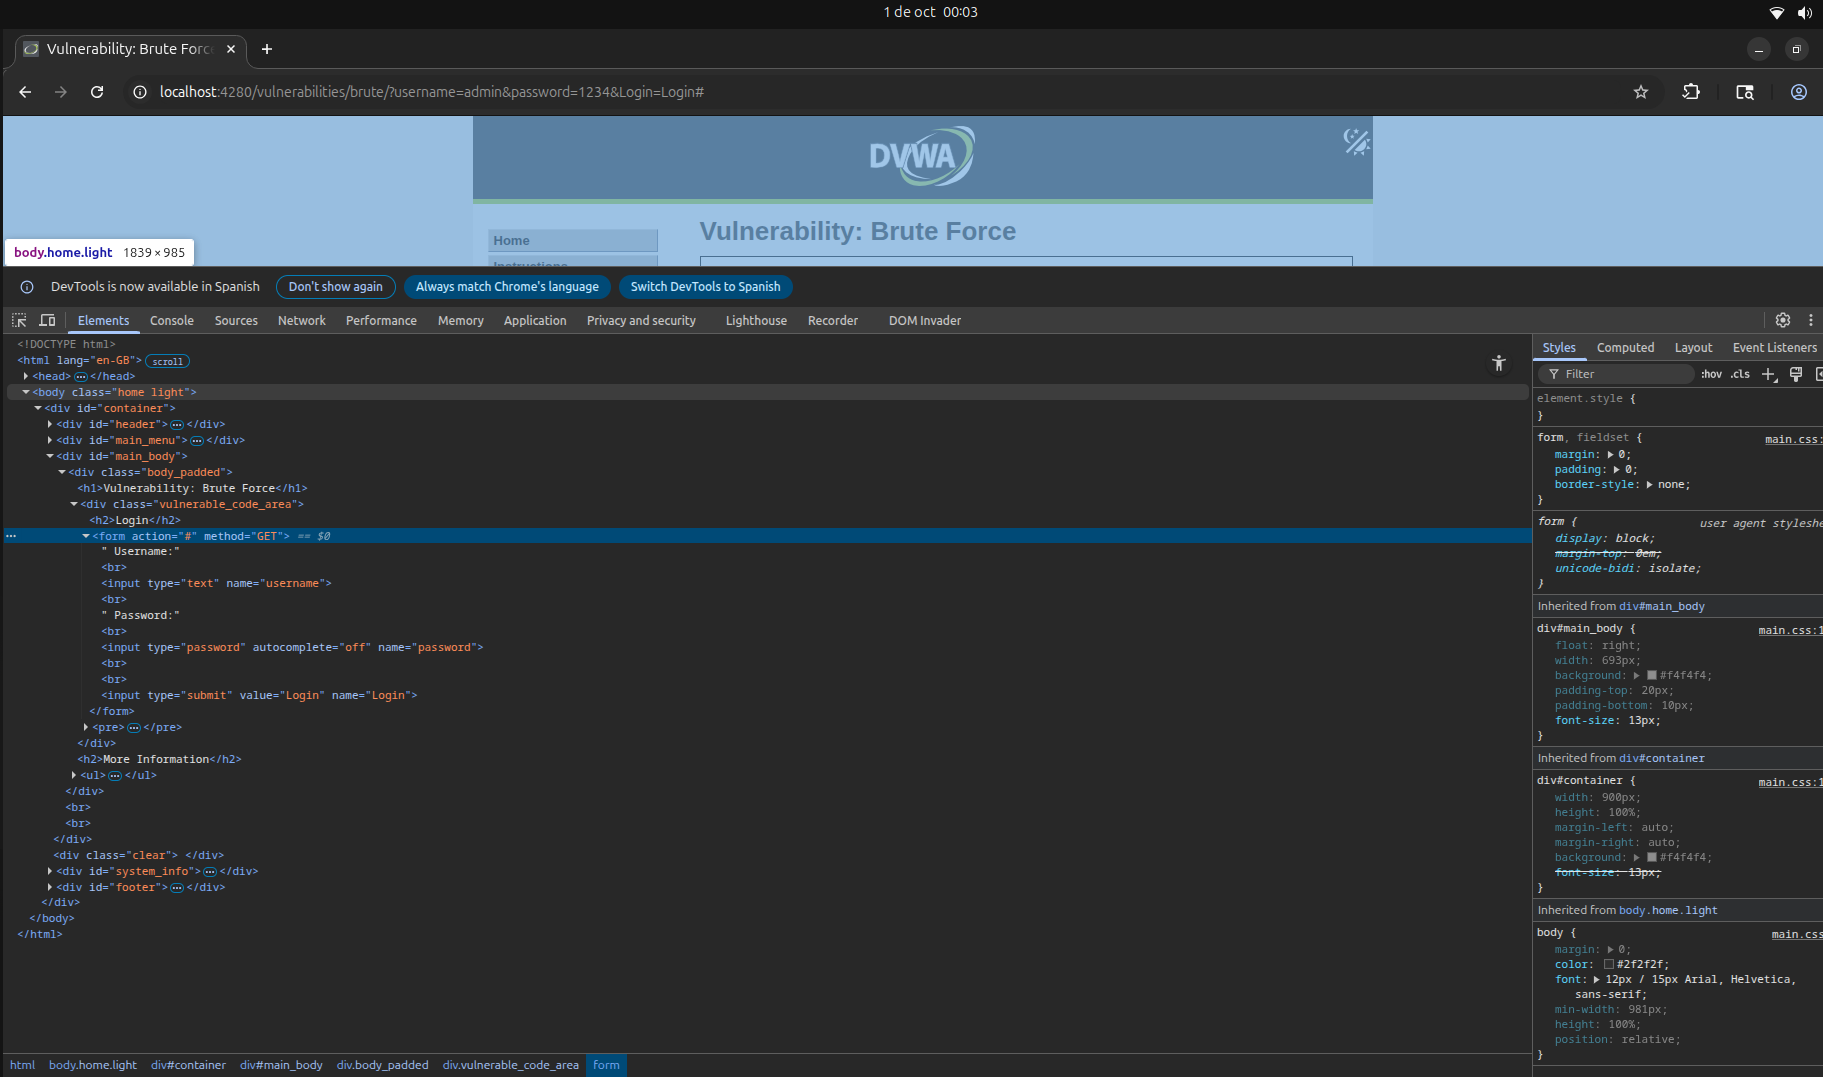 1 de oct 00:03
Vulnerability: Brute Forc
localhost:4280/vulnerabilities/brute/?username=admin&password=1234&Login=Login#
DVWA
Vulnerability: Brute Force
Home
Instructions
body.home.light 1839 × 985
DevTools is now available in Spanish Don't show again Always match Chrome's language Switch DevTools to Spanish
Elements Console Sources Network Performance Memory Application Privacy and security Lighthouse Recorder DOM Invader
<!DOCTYPE html>
<html lang="en-GB"> scroll
<head> ⋯ </head>
<body class="home light">
<div id="container">
<div id="header"> ⋯ </div>
<div id="main_menu"> ⋯ </div>
<div id="main_body">
<div class="body_padded">
<h1>Vulnerability: Brute Force</h1>
<div class="vulnerable_code_area">
<h2>Login</h2>
<form action="#" method="GET"> == $0
" Username:"
<br>
<input type="text" name="username">
<br>
" Password:"
<br>
<input type="password" autocomplete="off" name="password">
<br>
<br>
<input type="submit" value="Login" name="Login">
</form>
<pre> ⋯ </pre>
</div>
<h2>More Information</h2>
<ul> ⋯ </ul>
</div>
<br>
<br>
</div>
<div class="clear"> </div>
<div id="system_info"> ⋯ </div>
<div id="footer"> ⋯ </div>
</div>
</body>
</html>
html body.home.light div#container div#main_body div.body_padded div.vulnerable_code_area form
Styles Computed Layout Event Listeners
Filter :hov .cls
element.style {
}
form, fieldset { main.css:
margin: 0;
padding: 0;
border-style: none;
}
form { user agent styleshe
display: block;
margin-top: 0em;
unicode-bidi: isolate;
}
Inherited from div#main_body
div#main_body { main.css:1
float: right;
width: 693px;
background: #f4f4f4;
padding-top: 20px;
padding-bottom: 10px;
font-size: 13px;
}
Inherited from div#container
div#container { main.css:1
width: 900px;
height: 100%;
margin-left: auto;
margin-right: auto;
background: #f4f4f4;
font-size: 13px;
}
Inherited from body.home.light
body { main.css
margin: 0;
color: #2f2f2f;
font: 12px / 15px Arial, Helvetica,
sans-serif;
min-width: 981px;
height: 100%;
position: relative;
}